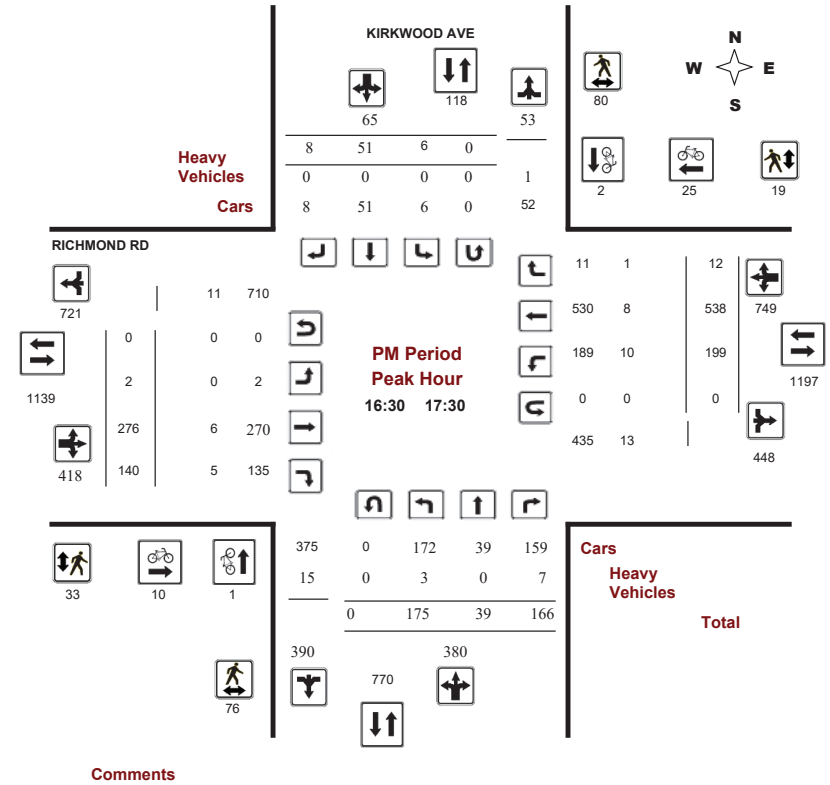 KIRKWOOD AVE
N
W E
S
118
80
65 53
8 51 6 0
Heavy
Vehicles
0 0 0 0 1
2 25 19
Cars
8 51 6 0 52
RICHMOND RD
11 1 12
11 710
721
530 8 538 749
0 0 0
PM Period
Peak Hour
16:30 17:30
189 10 199
2 0 2
1139
1197
0 0 0
276 6 270
435 13
448
418
140 5 135
375 0 172 39 159 Cars
15 0 3 0 7 Heavy
Vehicles
33 10 1
0 175 39 166 Total
390 380
770
76
Comments